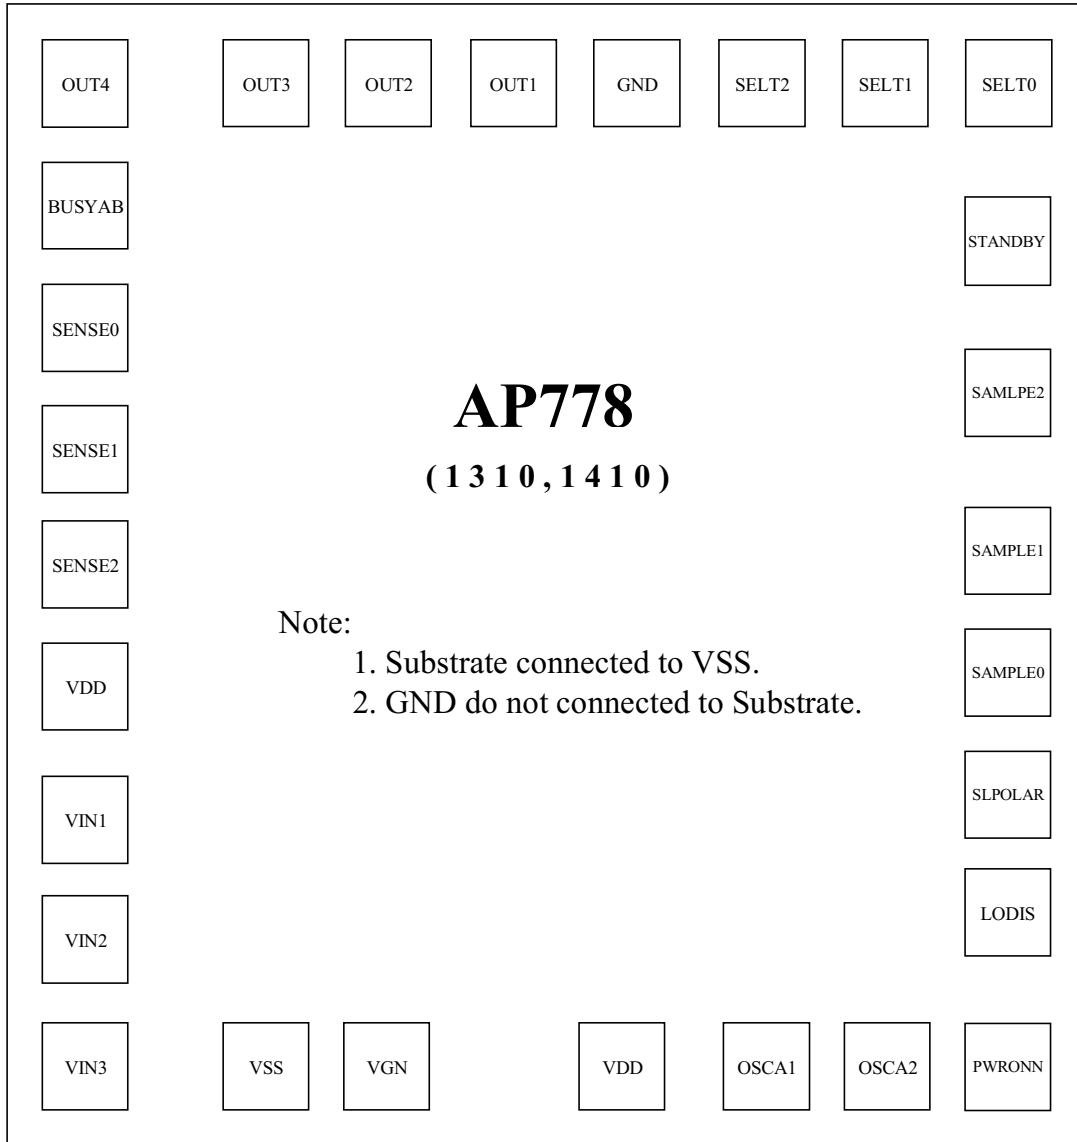 OUT4 OUT3 OUT2 OUT1 GND SELT2 SELT1 SELT0
BUSYAB
STANDBY
SENSE0
SAMLPE2
AP778
SENSE1
(1310,1410)
SAMPLE1
SENSE2
Note:
1. Substrate connected to VSS.
SAMPLE0
VDD
2. GND do not connected to Substrate.
SLPOLAR
VIN1
LODIS
VIN2
VIN3 VSS VGN VDD OSCA1 OSCA2 PWRONN